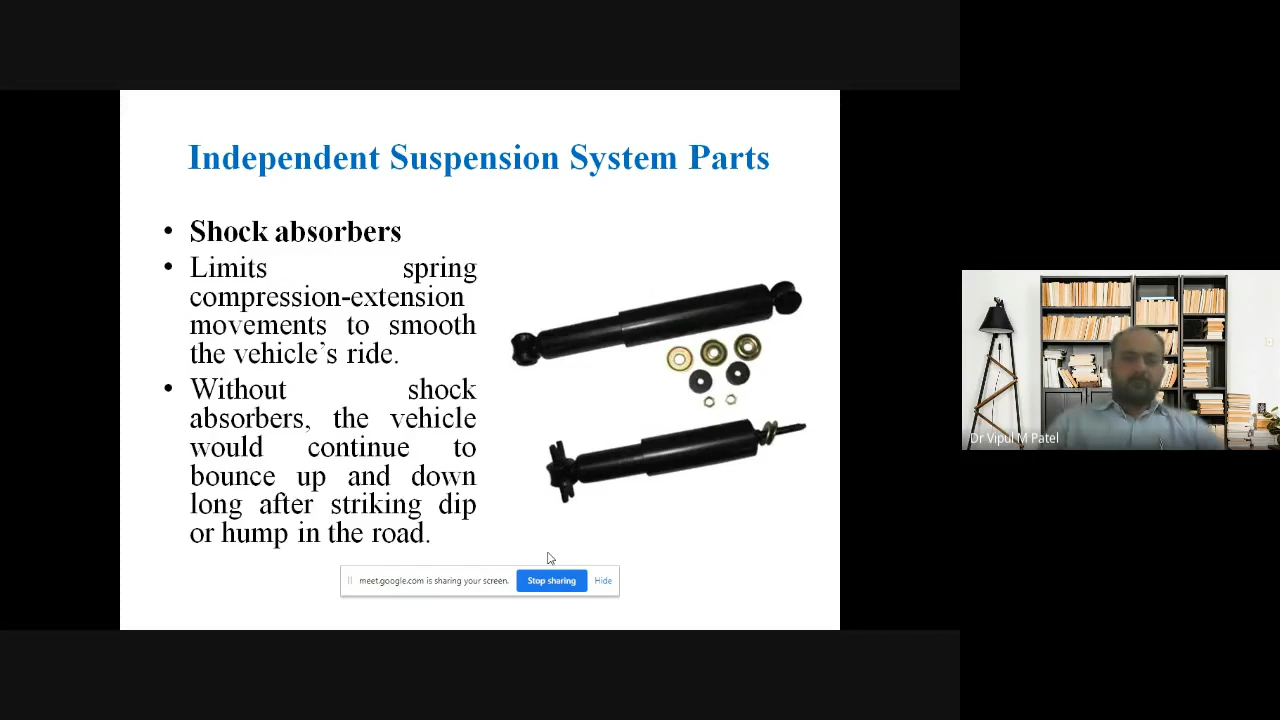 Independent Suspension System Parts
• Shock absorbers
• Limits spring
compression-extension
movements to smooth
the vehicle’s ride.
• Without shock
absorbers, the vehicle
would continue to
bounce up and down
long after striking dip
or hump in the road.
meet.google.com is sharing your screen. Stop sharing Hide
Dr Vipul M Patel